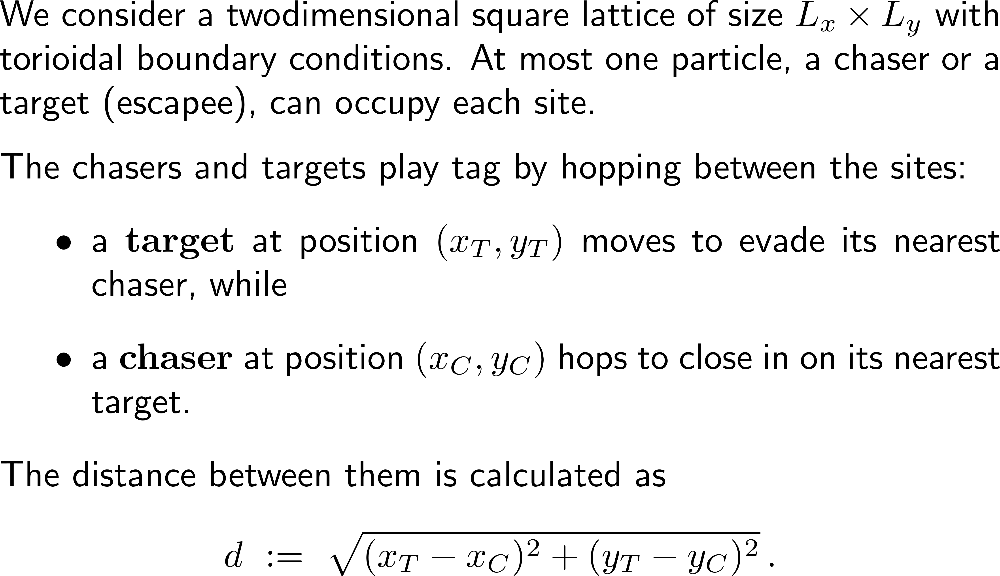 We consider a twodimensional square lattice of size $L_x \times L_y$ with
torioidal boundary conditions. At most one particle, a chaser or a
target (escapee), can occupy each site.
The chasers and targets play tag by hopping between the sites:
• a **target** at position $(x_T, y_T)$ moves to evade its nearest
chaser, while
• a **chaser** at position $(x_C, y_C)$ hops to close in on its nearest
target.
The distance between them is calculated as
$d := \sqrt{(x_T - x_C)^2 + (y_T - y_C)^2}\,.$